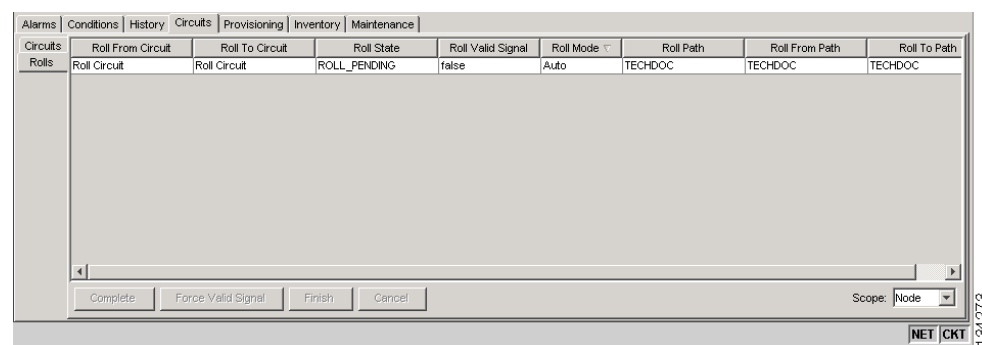 Alarms Conditions History Circuits Provisioning Inventory Maintenance
Circuits
Rolls
Roll From Circuit Roll To Circuit Roll State Roll Valid Signal Roll Mode Roll Path Roll From Path Roll To Path
Roll Circuit Roll Circuit ROLL_PENDING false Auto TECHDOC TECHDOC TECHDOC
Complete Force Valid Signal Finish Cancel Scope: Node
NET CKT
134273